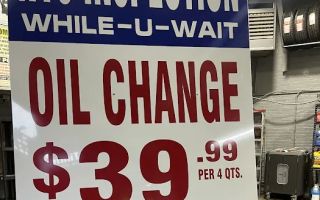 INSPECTION
WHILE-U-WAIT
OIL CHANGE
$39.99
PER 4 QTS.